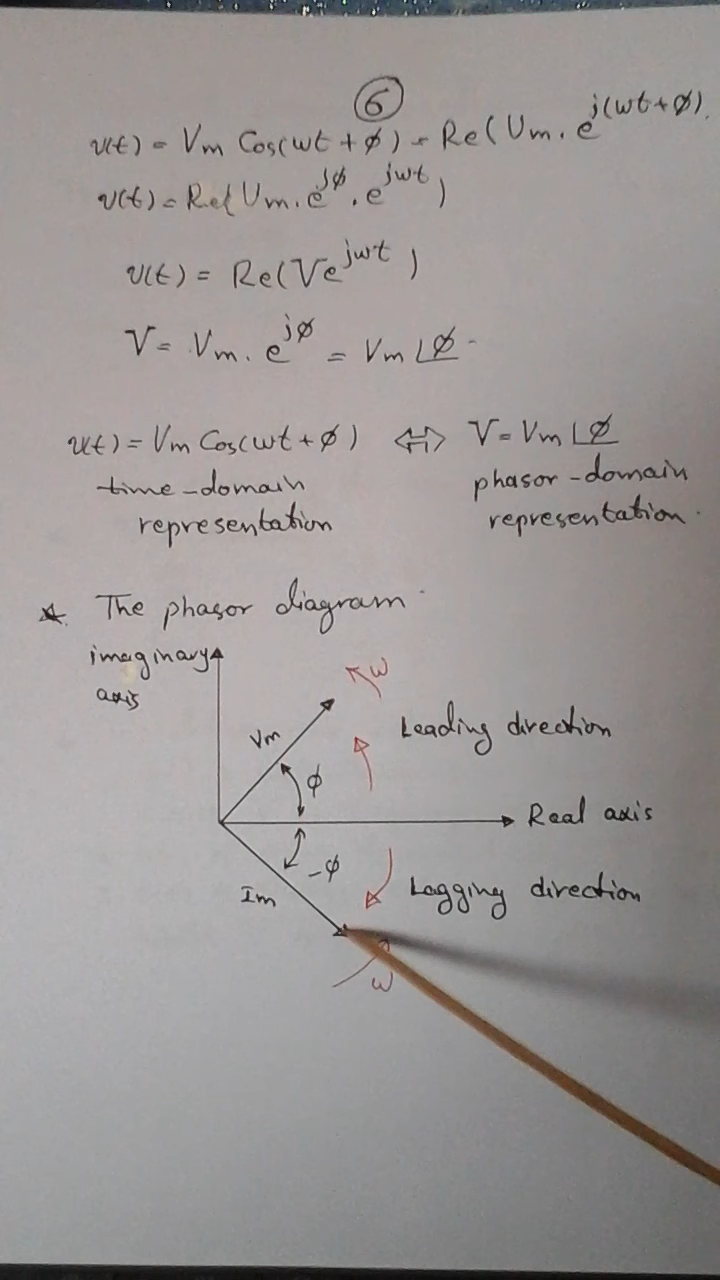 6
v(t) = Vm Cos(wt + ø) = Re(Vm. e^j(wt+ø).
v(t) = Re(Vm. e^jø. e^jwt)
v(t) = Re(Ve^jwt)
V = Vm. e^jø = Vm∠ø.
v(t) = Vm Cos(wt + ø) ⇔ V = Vm∠ø
time-domain phasor-domain
representation representation.
* The phasor diagram.
imaginary
axis
w
Vm
Leading direction
ø
Real axis
-ø
Im
Lagging direction
w